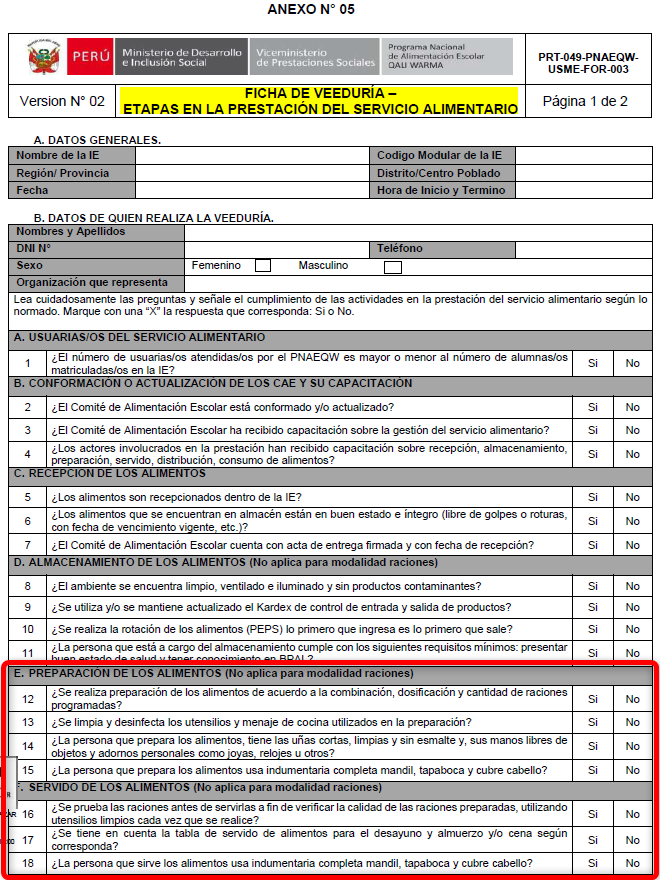 ANEXO N° 05
PERÚ
Ministerio de Desarrollo
e Inclusión Social
Viceministerio
de Prestaciones Sociales
Programa Nacional
de Alimentación Escolar
QALI WARMA
PRT-049-PNAEQW-
USME-FOR-003
Version N° 02
FICHA DE VEEDURÍA –
ETAPAS EN LA PRESTACIÓN DEL SERVICIO ALIMENTARIO
Página 1 de 2
A. DATOS GENERALES.
Nombre de la IE
Codigo Modular de la IE
Región/ Provincia
Distrito/Centro Poblado
Fecha
Hora de Inicio y Termino
B. DATOS DE QUIEN REALIZA LA VEEDURÍA.
Nombres y Apellidos
DNI N°
Teléfono
Sexo
Femenino
Masculino
Organización que representa
Lea cuidadosamente las preguntas y señale el cumplimiento de las actividades en la prestación del servicio alimentario según lo
normado. Marque con una "X" la respuesta que corresponda: Si o No.
A. USUARIAS/OS DEL SERVICIO ALIMENTARIO
1 ¿El número de usuarias/os atendidas/os por el PNAEQW es mayor o menor al número de alumnas/os
matriculadas/os en la IE? Si No
B. CONFORMACIÓN O ACTUALIZACIÓN DE LOS CAE Y SU CAPACITACIÓN
2 ¿El Comité de Alimentación Escolar está conformado y/o actualizado? Si No
3 ¿El Comité de Alimentación Escolar ha recibido capacitación sobre la gestión del servicio alimentario? Si No
4 ¿Los actores involucrados en la prestación han recibido capacitación sobre recepción, almacenamiento,
preparación, servido, distribución, consumo de alimentos? Si No
C. RECEPCIÓN DE LOS ALIMENTOS
5 ¿Los alimentos son recepcionados dentro de la IE? Si No
6 ¿Los alimentos que se encuentran en almacén están en buen estado e íntegro (libre de golpes o roturas,
con fecha de vencimiento vigente, etc.)? Si No
7 ¿El Comité de Alimentación Escolar cuenta con acta de entrega firmada y con fecha de recepción? Si No
D. ALMACENAMIENTO DE LOS ALIMENTOS (No aplica para modalidad raciones)
8 ¿El ambiente se encuentra limpio, ventilado e iluminado y sin productos contaminantes? Si No
9 ¿Se utiliza y/o se mantiene actualizado el Kardex de control de entrada y salida de productos? Si No
10 ¿Se realiza la rotación de los alimentos (PEPS) lo primero que ingresa es lo primero que sale? Si No
11 ¿La persona que está a cargo del almacenamiento cumple con los siguientes requisitos mínimos: presentar
buen estado de salud y tener conocimiento en BPAL? Si No
E. PREPARACIÓN DE LOS ALIMENTOS (No aplica para modalidad raciones)
12 ¿Se realiza preparación de los alimentos de acuerdo a la combinación, dosificación y cantidad de raciones
programadas? Si No
13 ¿Se limpia y desinfecta los utensilios y menaje de cocina utilizados en la preparación? Si No
14 ¿La persona que prepara los alimentos, tiene las uñas cortas, limpias y sin esmalte y, sus manos libres de
objetos y adornos personales como joyas, relojes u otros? Si No
15 ¿La persona que prepara los alimentos usa indumentaria completa mandil, tapaboca y cubre cabello? Si No
F. SERVIDO DE LOS ALIMENTOS (No aplica para modalidad raciones)
16 ¿Se prueba las raciones antes de servirlas a fin de verificar la calidad de las raciones preparadas, utilizando
utensilios limpios cada vez que se realice? Si No
17 ¿Se tiene en cuenta la tabla de servido de alimentos para el desayuno y almuerzo y/o cena según
corresponda? Si No
18 ¿La persona que sirve los alimentos usa indumentaria completa mandil, tapaboca y cubre cabello? Si No